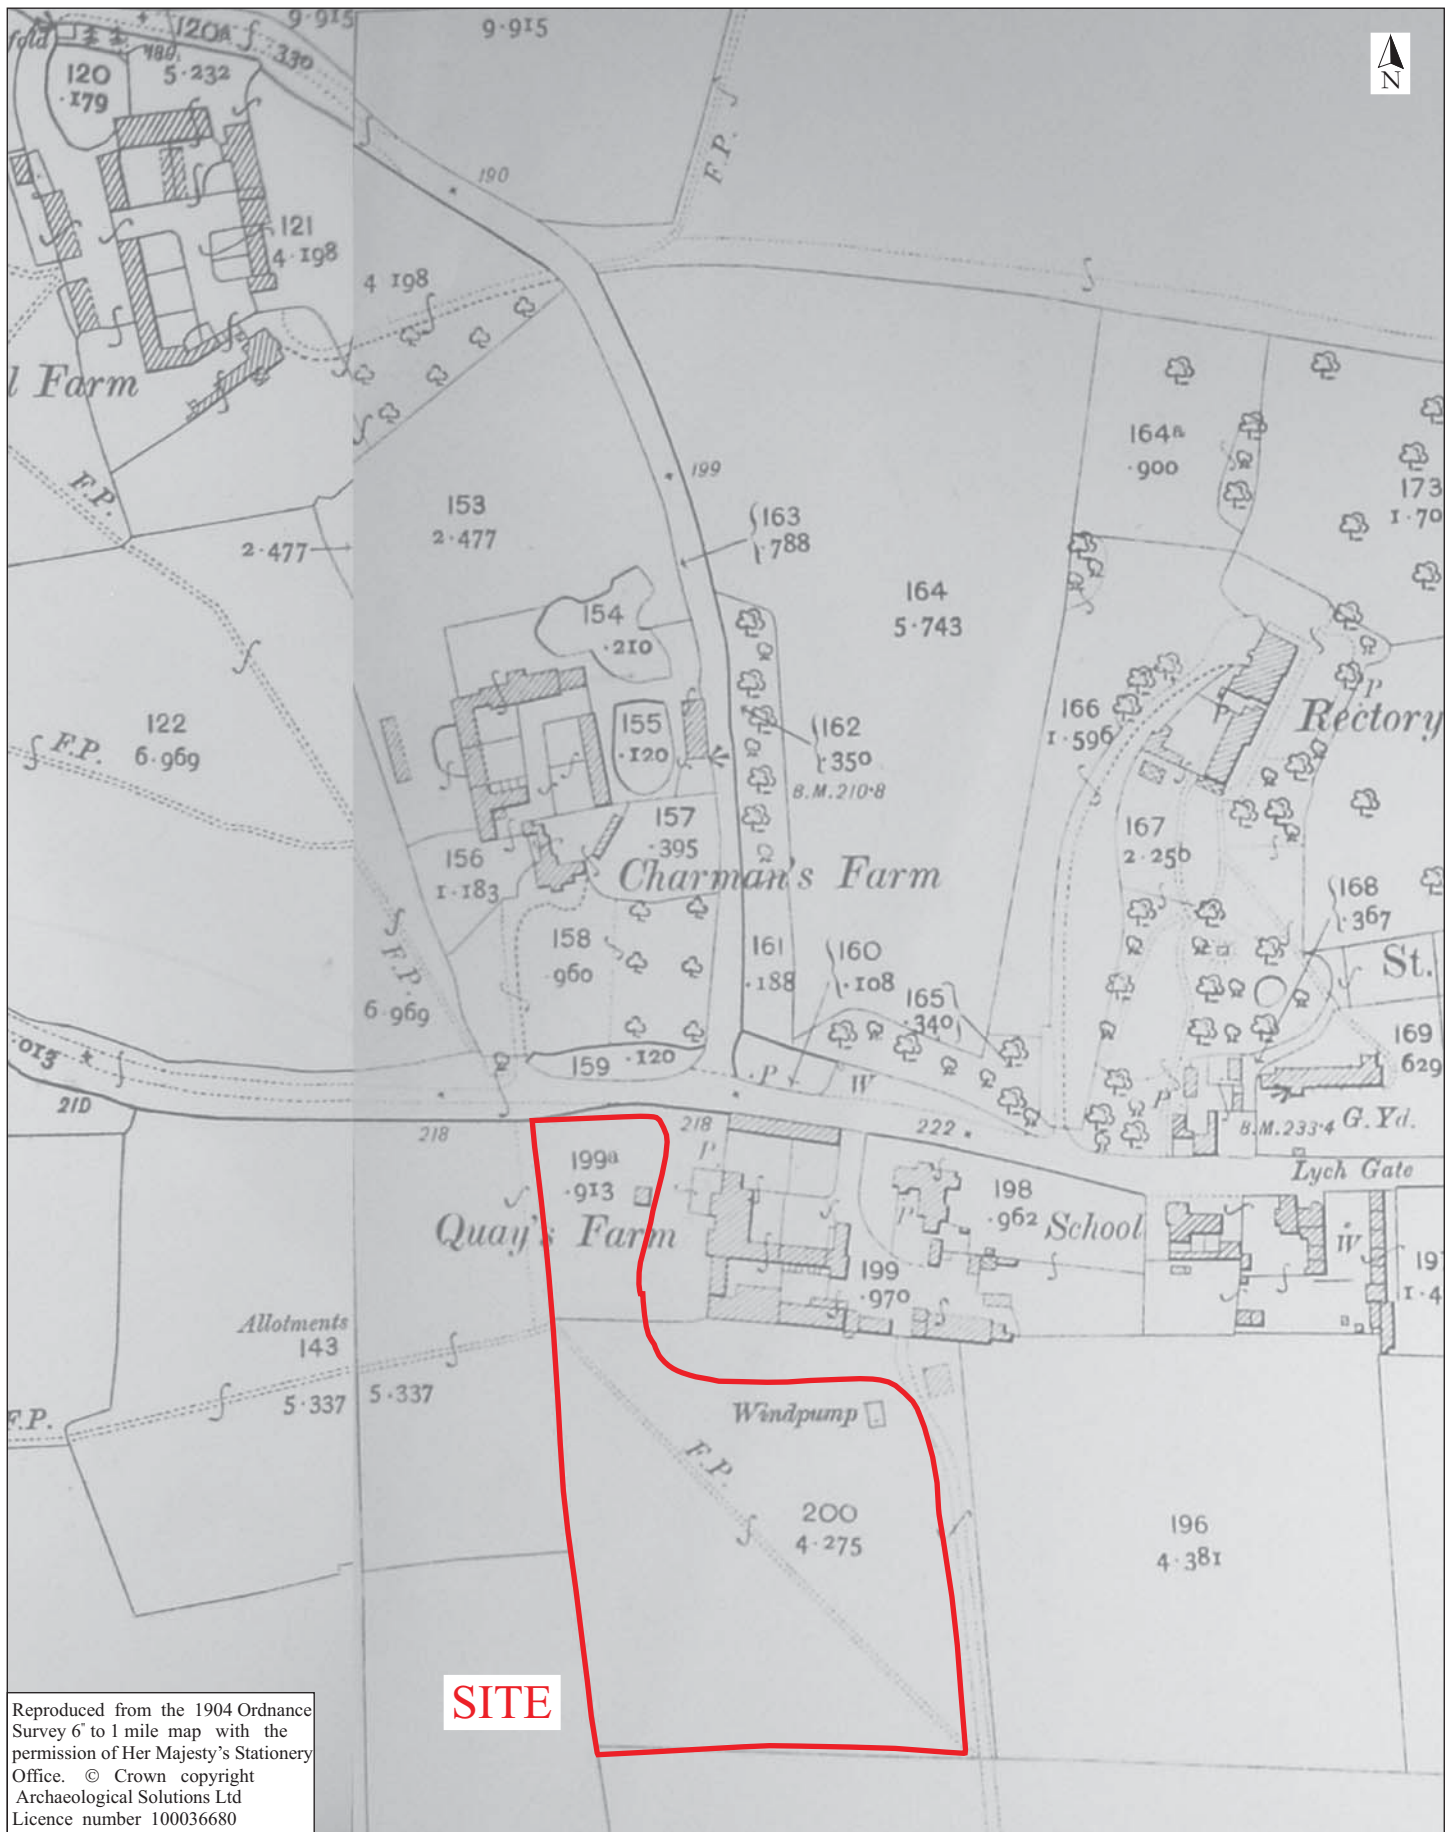 9·915
9·915
120A
330
fold
480
5·232
120
·179
N
F.P.
190
121
4·198
4 198
l Farm
F.P.
199
153
2·477
2·477
163
·788
164a
·900
173
1·70
164
5·743
154
·210
155
·120
162
·350
B.M.210·8
166
1·596
P
P
Rectory
122
6·969
F.P.
157
·395
156
1·183
Charman's Farm
167
2·250
168
·367
158
·960
F.P.
6·969
161
·188
160
·108
165
·340
St.
169
629
·013
21D
159 ·120
P
W
P
B.M.233·4 G.Yd.
Lych Gate
218
218
222
199a
·913
P.
198
·962
School
P
W
Quay's Farm
199
·970
19
1·4
Allotments
143
5·337
5·337
F.P.
Windpump
F.P.
200
4·275
196
4·381
SITE
Reproduced from the 1904 Ordnance
Survey 6" to 1 mile map with the
permission of Her Majesty's Stationery
Office. © Crown copyright
Archaeological Solutions Ltd
Licence number 100036680